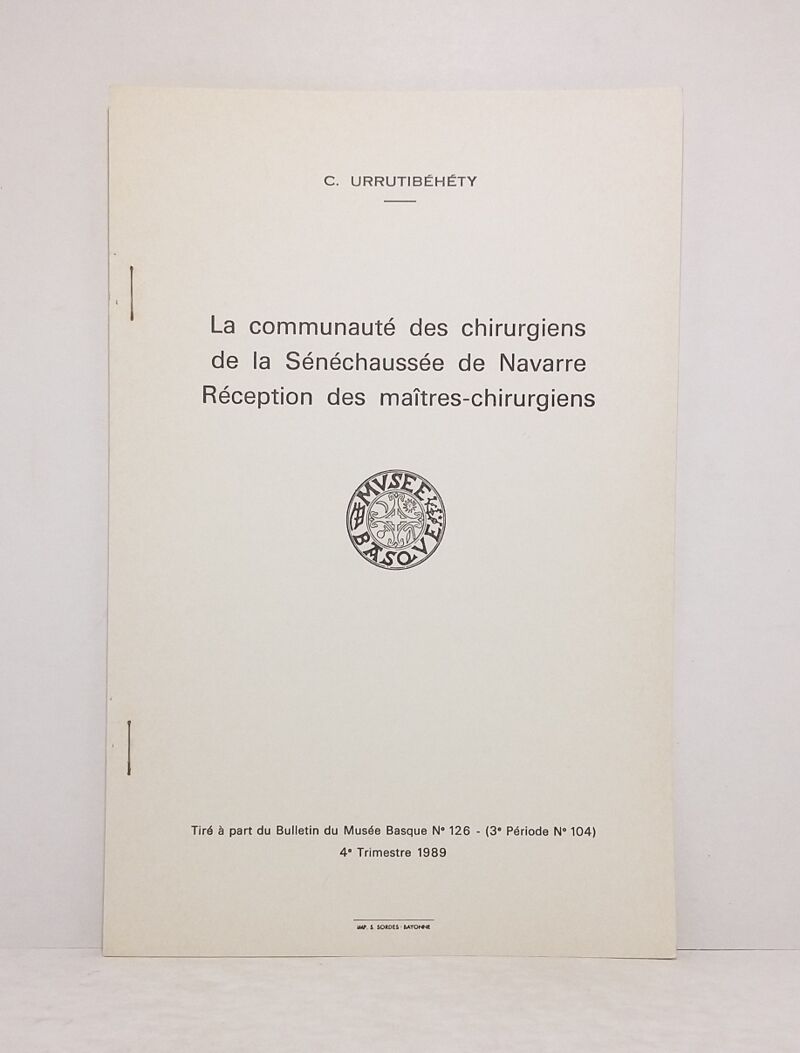 C. URRUTIBÉHÉTY
La communauté des chirurgiens
de la Sénéchaussée de Navarre
Réception des maîtres-chirurgiens
MVSEE
BASQVE
Tiré à part du Bulletin du Musée Basque N° 126 - (3e Période N° 104)
4e Trimestre 1989
IMP. S. SORDES - BAYONNE